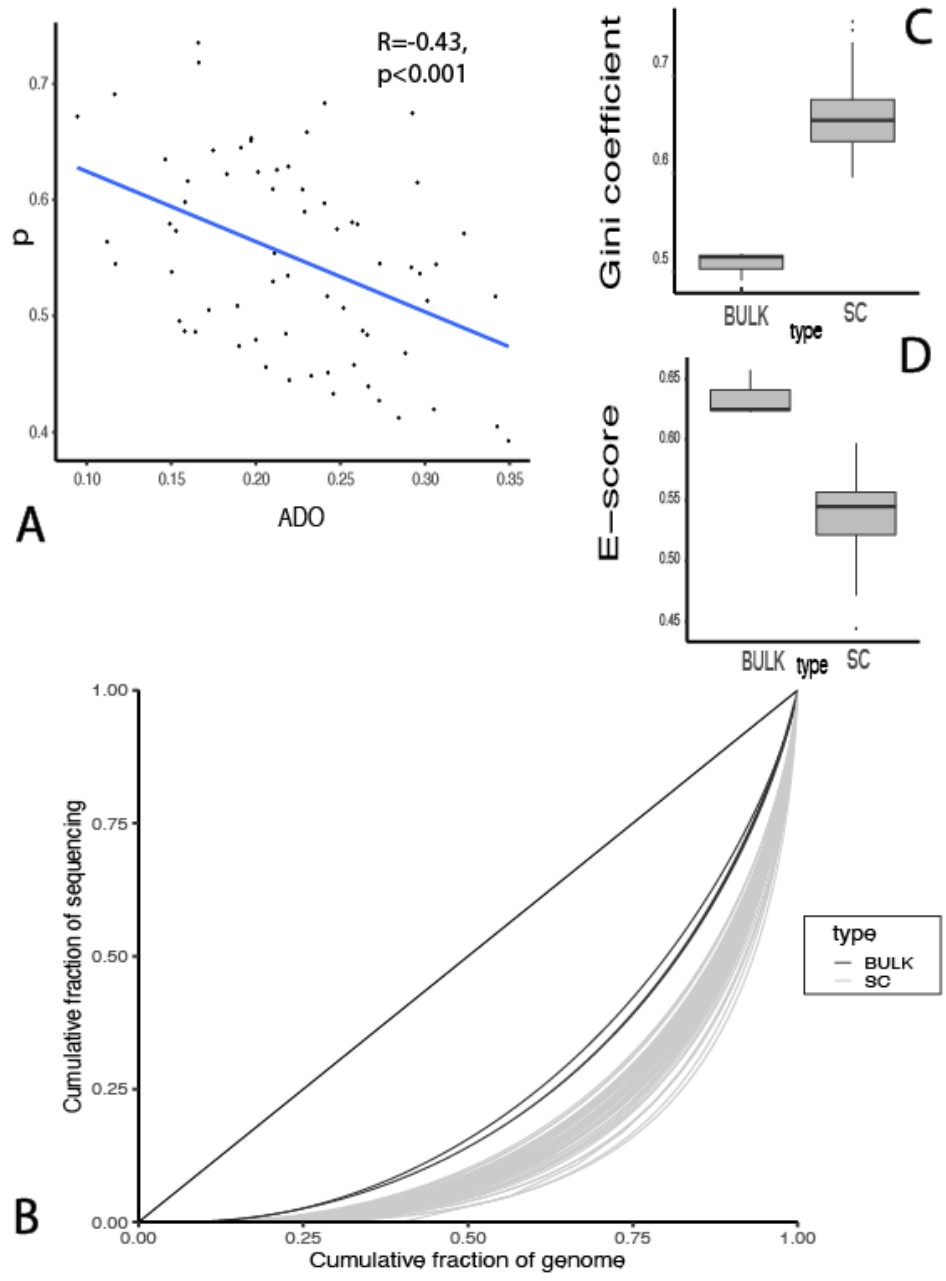 R=-0.43,
p<0.001
0.7
0.6
0.5
0.4
p
0.10 0.15 0.20 0.25 0.30 0.35
ADO
A
C
Gini coefficient
0.7
0.6
0.5
BULK SC
type
D
E-score
0.65
0.60
0.55
0.50
0.45
BULK type SC
1.00
0.75
0.50
0.25
0.00
Cumulative fraction of sequencing
type
BULK
SC
B
0.00 0.25 0.50 0.75 1.00
Cumulative fraction of genome